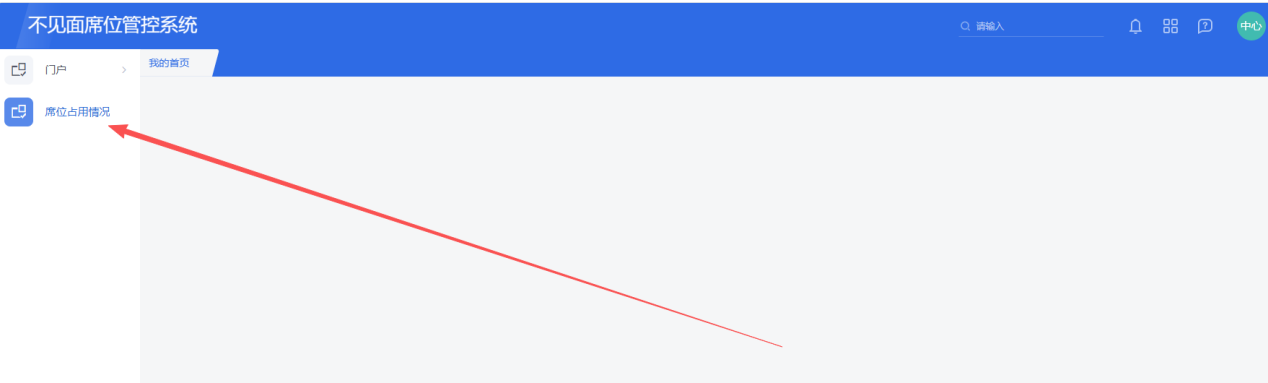 不见面席位管控系统
请输入
中心
门户
我的首页
席位占用情况